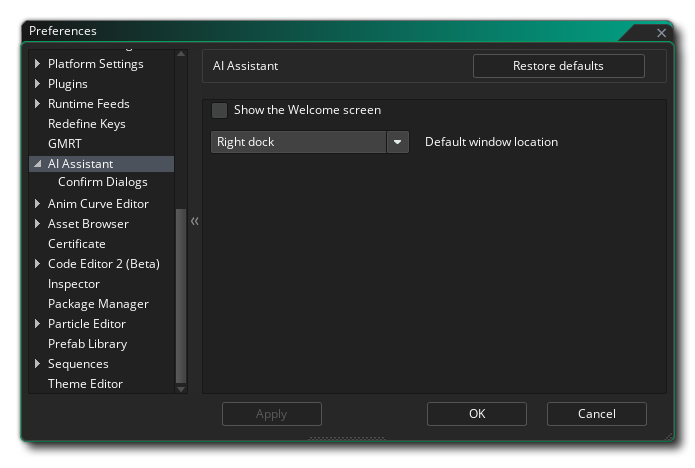 Preferences
Platform Settings
Plugins
Runtime Feeds
Redefine Keys
GMRT
AI Assistant
Confirm Dialogs
Anim Curve Editor
Asset Browser
Certificate
Code Editor 2 (Beta)
Inspector
Package Manager
Particle Editor
Prefab Library
Sequences
Theme Editor
AI Assistant
Restore defaults
Show the Welcome screen
Right dock
Default window location
Apply
OK
Cancel